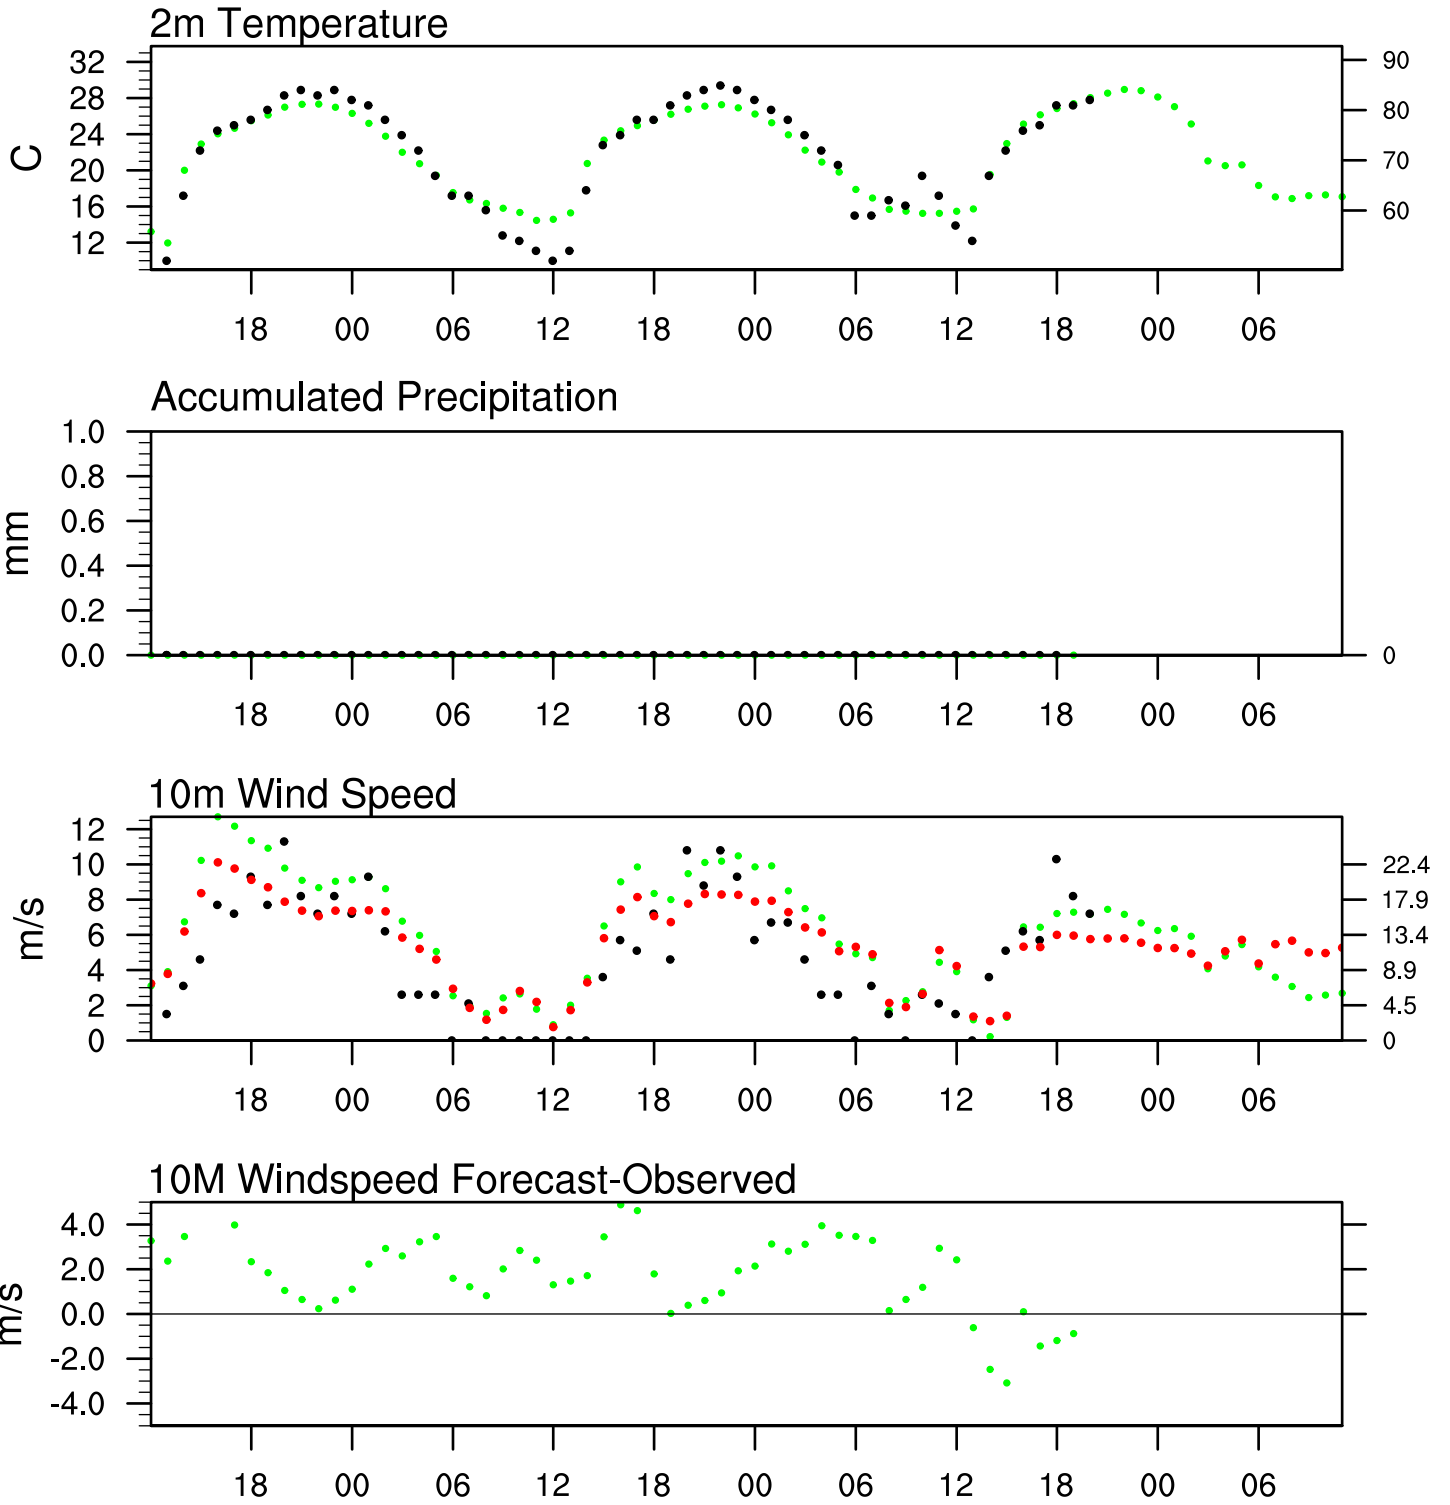 2m Temperature
32
28
24
20
16
12
C
90
80
70
60
18 00 06 12 18 00 06 12 18 00 06
Accumulated Precipitation
1.0
0.8
0.6
0.4
0.2
0.0
mm
0
18 00 06 12 18 00 06 12 18 00 06
10m Wind Speed
12
10
8
6
4
2
0
m/s
22.4
17.9
13.4
8.9
4.5
0
18 00 06 12 18 00 06 12 18 00 06
10M Windspeed Forecast-Observed
4.0
2.0
0.0
-2.0
-4.0
m/s
18 00 06 12 18 00 06 12 18 00 06